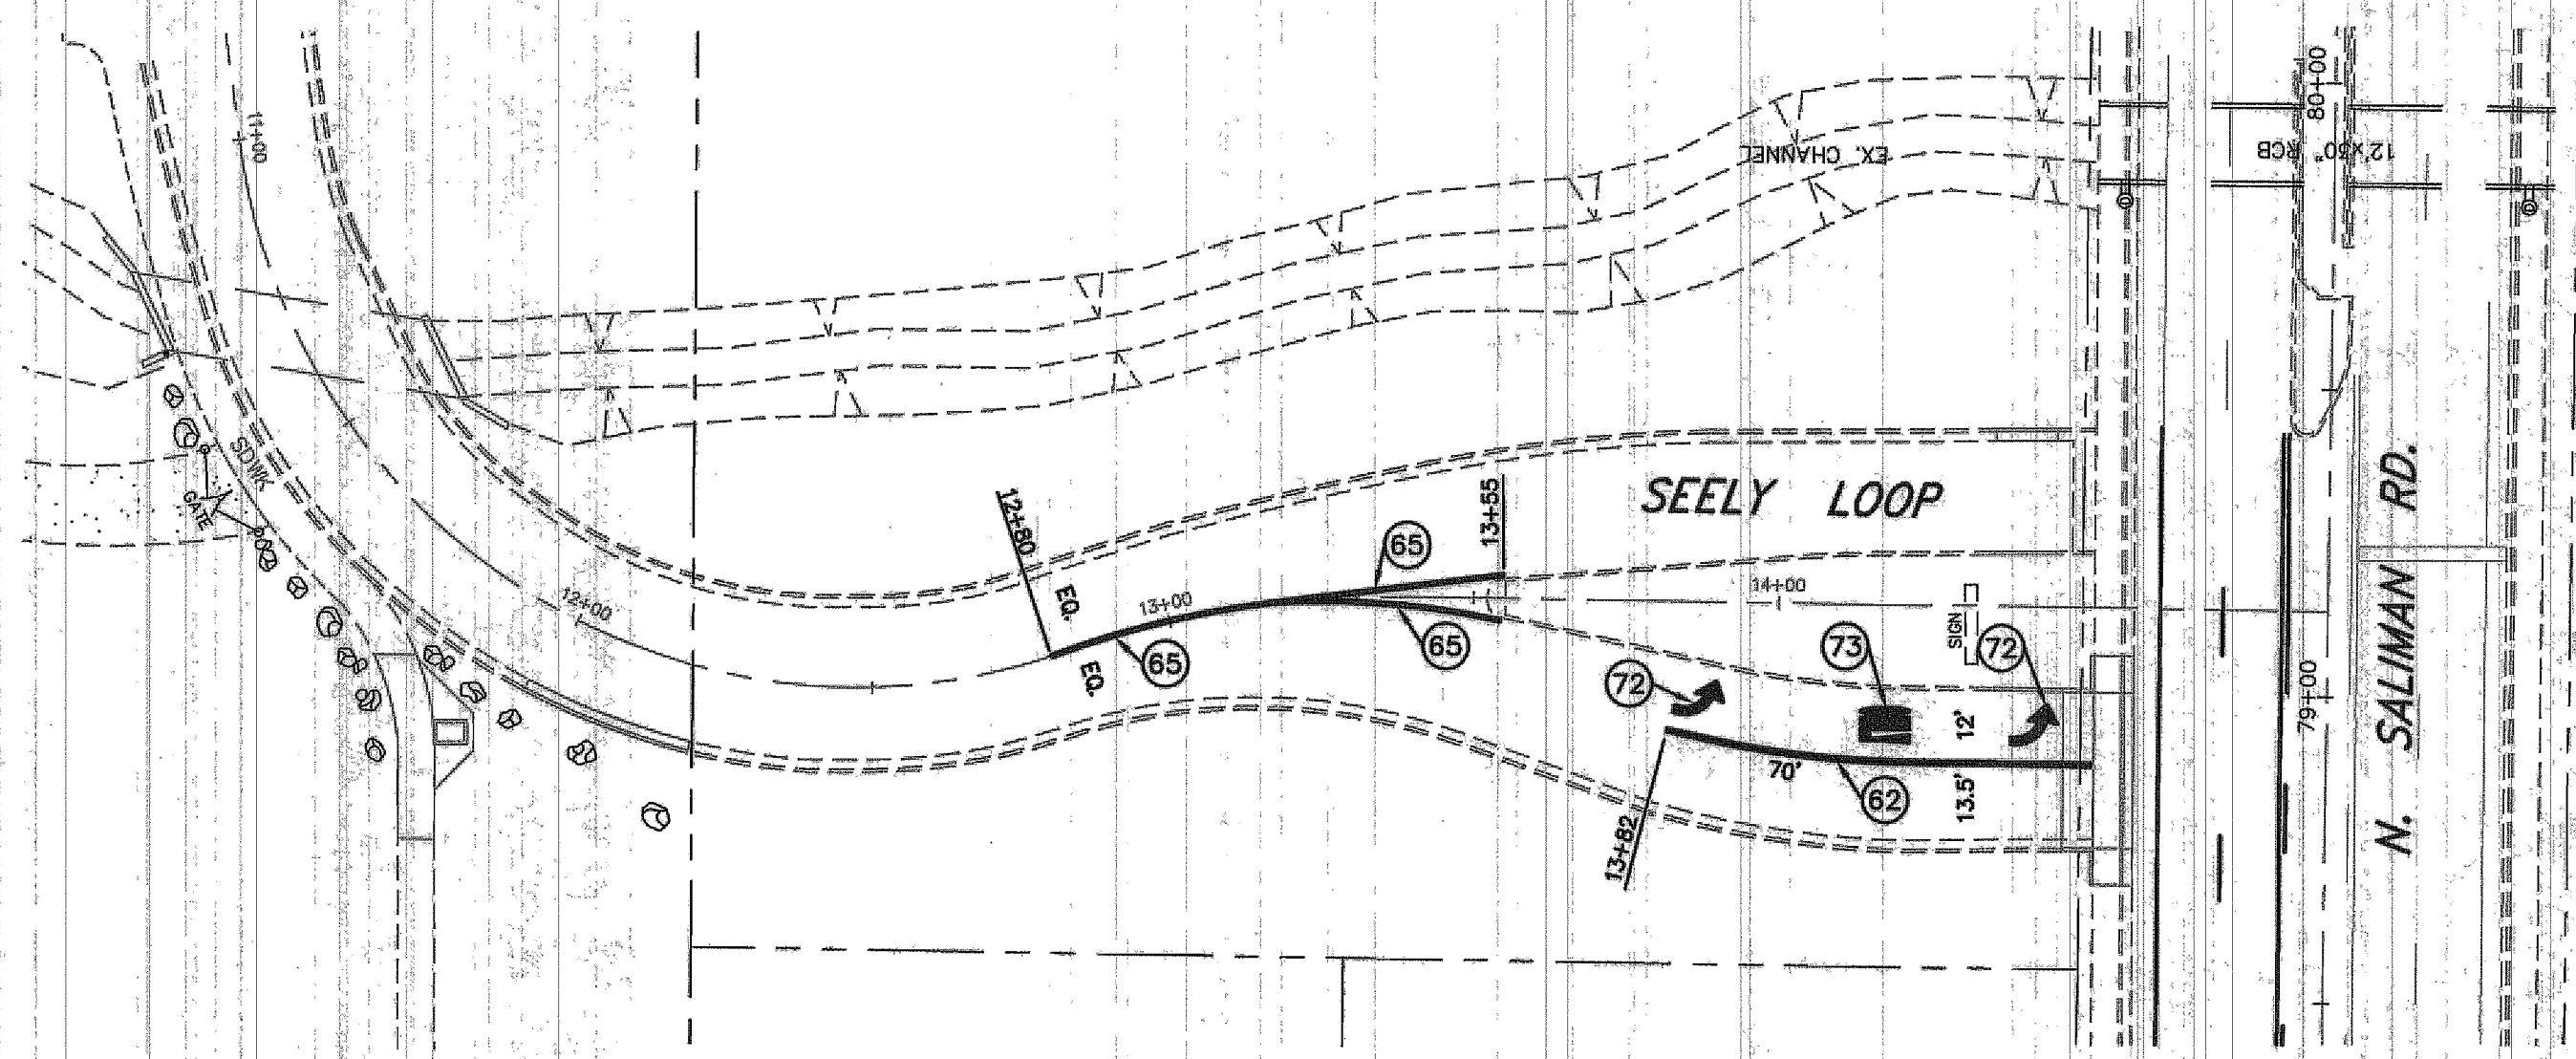 11+00
80+00
EX. CHANNEL
12'x30" RCB
SDWK
GATE
12+80
EQ.
EQ.
13+55
SEELY LOOP
65
65
65
12+00
13+00
14+00
SIGN
72
73
72
12'
70'
62
13.5'
13+82
79+00
N. SALIMAN RD.